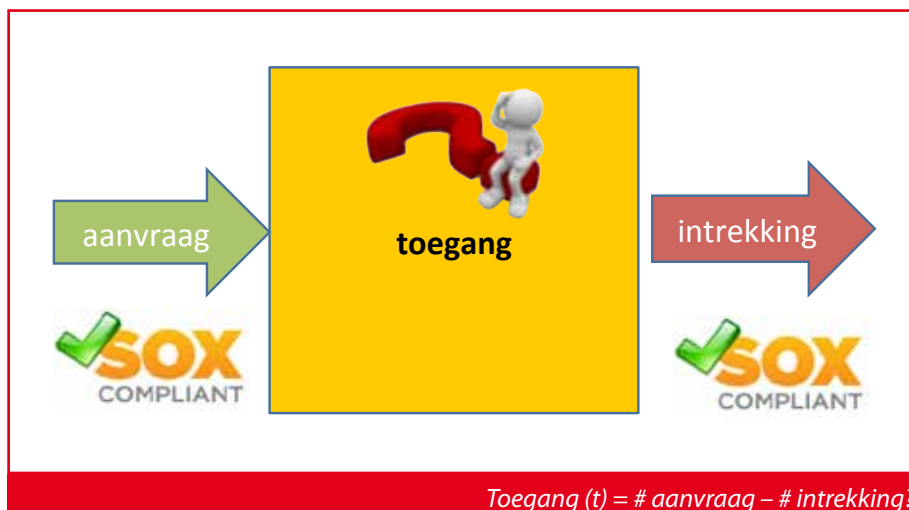 aanvraag
toegang
intrekking
SOX
COMPLIANT
SOX
COMPLIANT
Toegang (t) = # aanvraag – # intrekking?